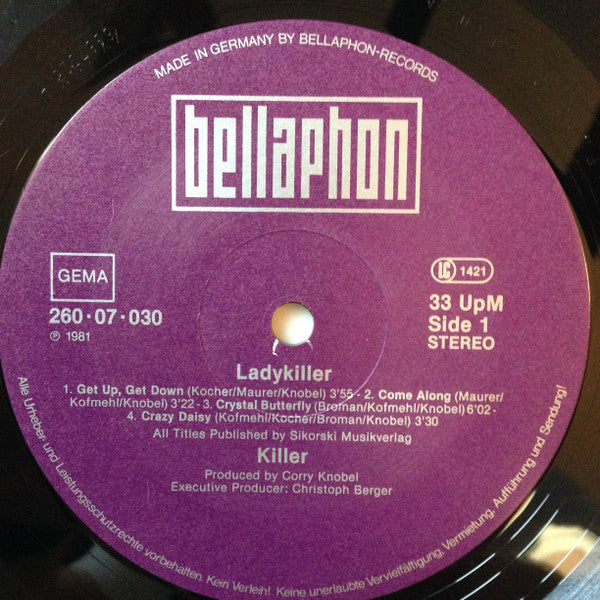 MADE IN GERMANY BY BELLAPHON-RECORDS
bellaphon
GEMA
LC 1421
260·07·030
℗ 1981
33 UpM
Side 1
STEREO
Ladykiller
1. Get Up, Get Down (Kocher/Maurer/Knobel) 3'55 - 2. Come Along (Maurer/
Kofmehl/Knobel) 3'22 - 3. Crystal Butterfly (Broman/Kofmehl/Knobel) 6'02 -
4. Crazy Daisy (Kofmehl/Kocher/Broman/Knobel) 3'30
All Titles Published by Sikorski Musikverlag
Killer
Produced by Corry Knobel
Executive Producer: Christoph Berger
Alle Urheber- und Leistungsschutzrechte vorbehalten. Kein Verleih! Keine unerlaubte Vervielfältigung, Vermietung, Aufführung und Sendung!